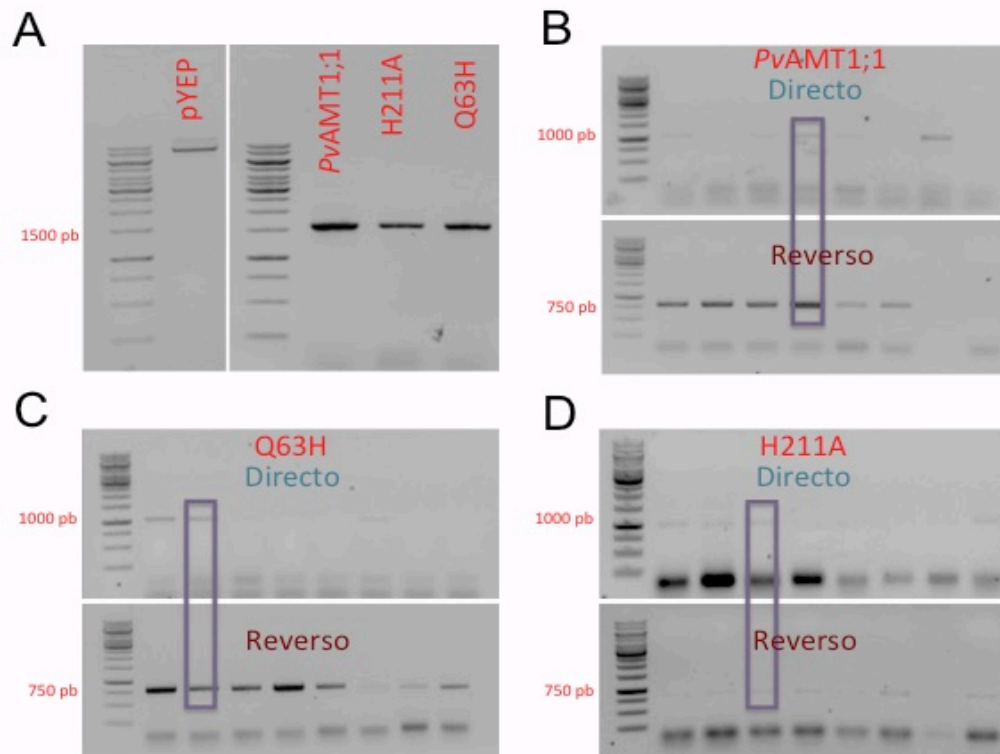 A
pYEP
PvAMT1;1
H211A
Q63H
1500 pb
B
PvAMT1;1
Directo
1000 pb
Reverso
750 pb
C
Q63H
Directo
1000 pb
Reverso
750 pb
D
H211A
Directo
1000 pb
Reverso
750 pb